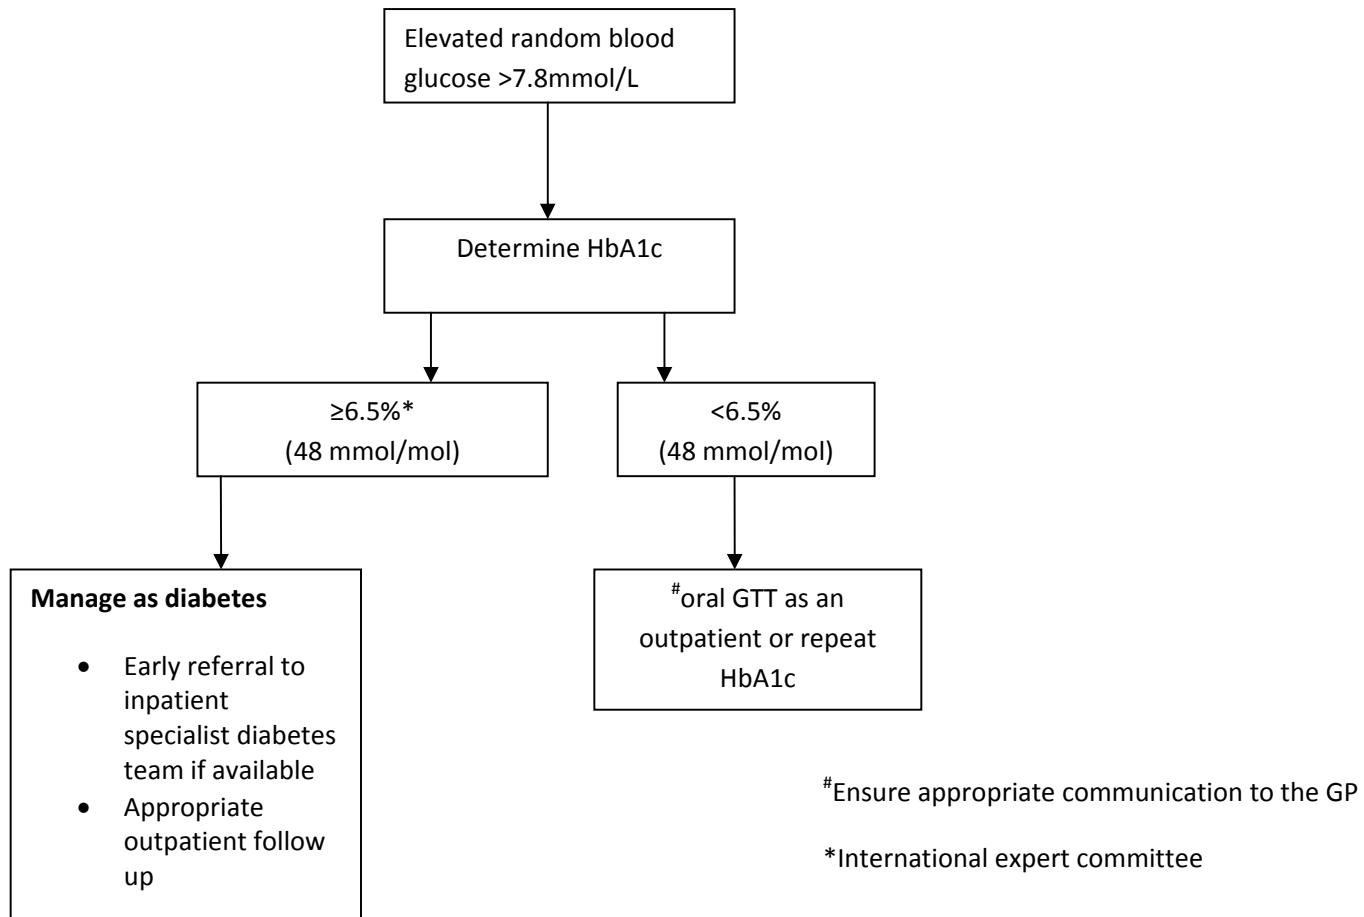 Elevated random blood
glucose >7.8mmol/L
Determine HbA1c
≥6.5%*
(48 mmol/mol)
<6.5%
(48 mmol/mol)
Manage as diabetes
• Early referral to
inpatient
specialist diabetes
team if available
• Appropriate
outpatient follow
up
#oral GTT as an
outpatient or repeat
HbA1c
#Ensure appropriate communication to the GP
*International expert committee